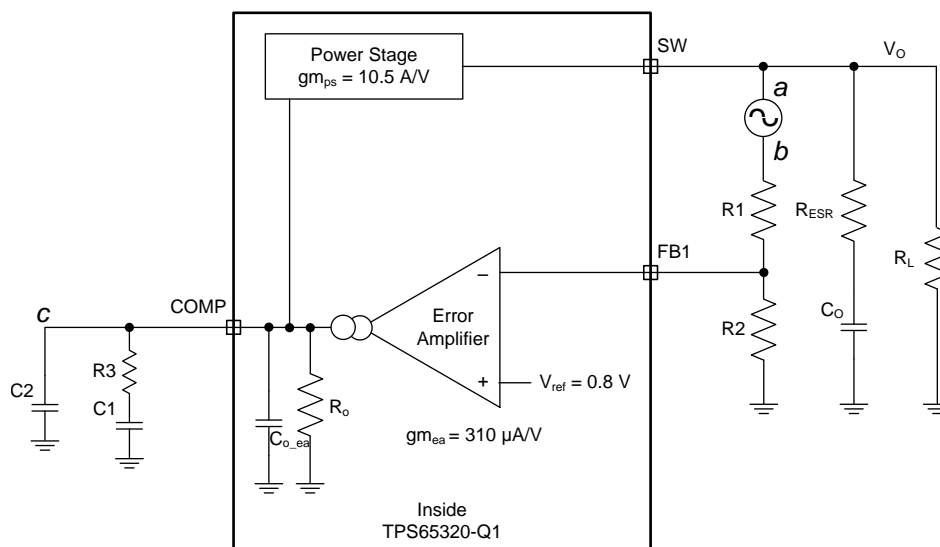 SW
Power Stage
gmps = 10.5 A/V
VO
a
b
R1
RESR
RL
FB1
COMP
c
Error
Amplifier
CO
R2
R3
C2
C1
Ro
Co_ea
Vref = 0.8 V
gmea = 310 µA/V
Inside
TPS65320-Q1
−
+